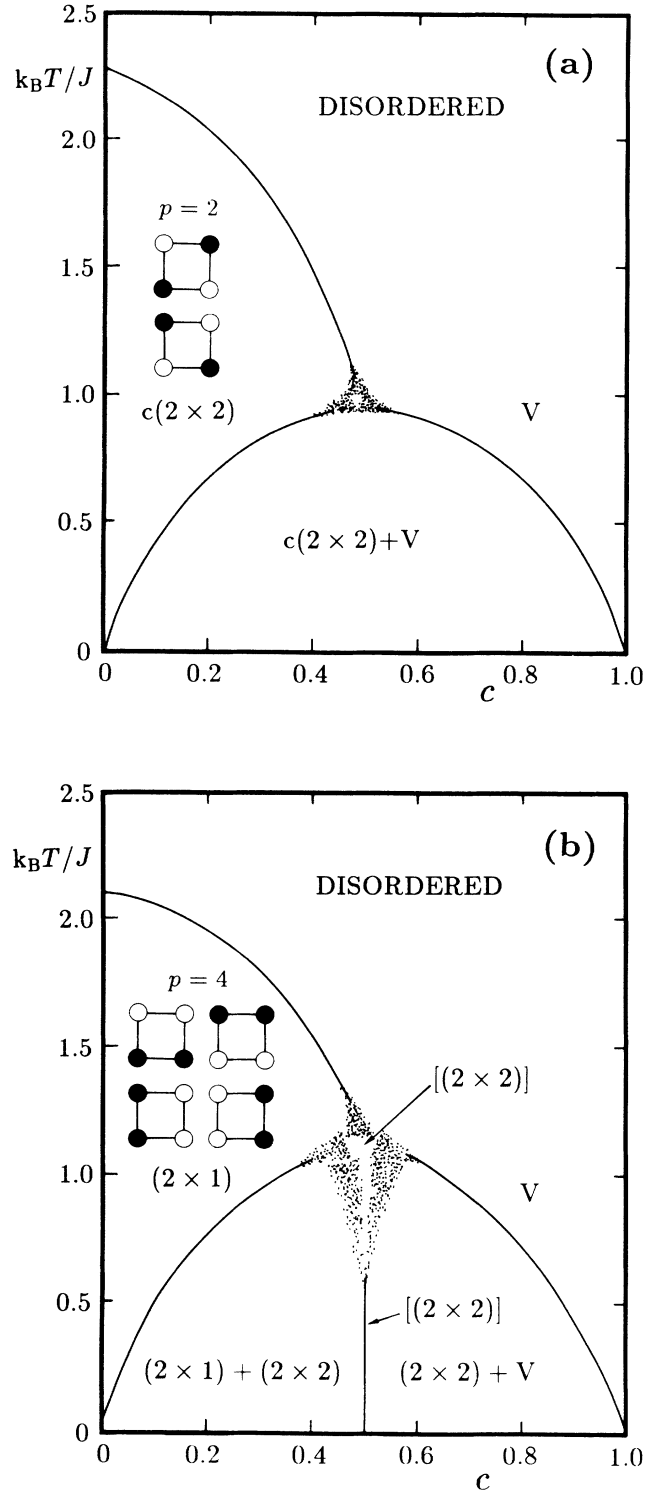 2.5
(a)
k_BT/J
DISORDERED
2.0
p = 2
1.5
1.0
c(2 × 2)
V
0.5
c(2 × 2)+V
0
0 0.2 0.4 0.6 0.8 1.0
c
2.5
(b)
k_BT/J
DISORDERED
2.0
p = 4
1.5
[(2 × 2)]
(2 × 1)
1.0
V
0.5
[(2 × 2)]
(2 × 1) + (2 × 2) (2 × 2) + V
0
0 0.2 0.4 0.6 0.8 1.0
c